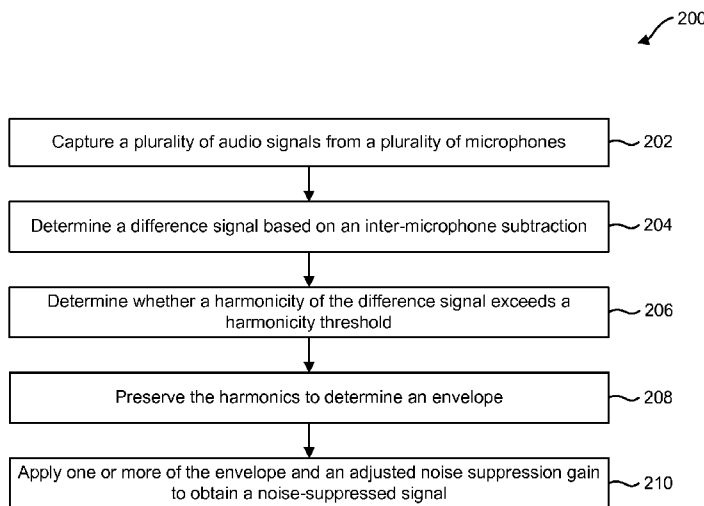 200
Capture a plurality of audio signals from a plurality of microphones
202
Determine a difference signal based on an inter-microphone subtraction
204
Determine whether a harmonicity of the difference signal exceeds a
harmonicity threshold
206
Preserve the harmonics to determine an envelope
208
Apply one or more of the envelope and an adjusted noise suppression gain
to obtain a noise-suppressed signal
210